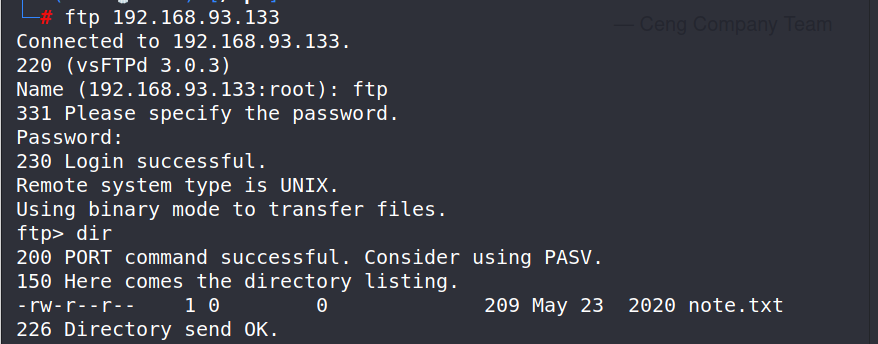 # ftp 192.168.93.133
— Ceng Company Team
Connected to 192.168.93.133.
220 (vsFTPd 3.0.3)
Name (192.168.93.133:root): ftp
331 Please specify the password.
Password:
230 Login successful.
Remote system type is UNIX.
Using binary mode to transfer files.
ftp> dir
200 PORT command successful. Consider using PASV.
150 Here comes the directory listing.
-rw-r--r--    1 0        0             209 May 23  2020 note.txt
226 Directory send OK.